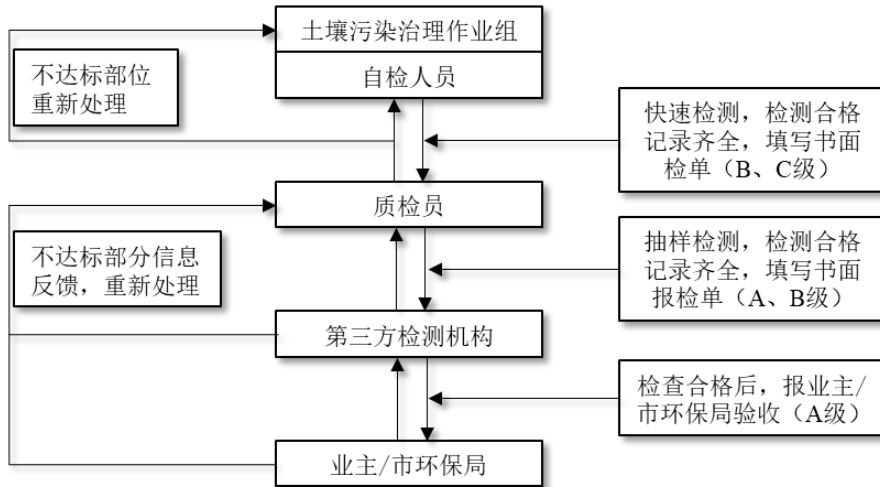 土壤污染治理作业组
自检人员
不达标部位
重新处理
快速检测，检测合格
记录齐全，填写书面
检单（B、C级）
质检员
不达标部分信息
反馈，重新处理
抽样检测，检测合格
记录齐全，填写书面
报检单（A、B级）
第三方检测机构
检查合格后，报业主/
市环保局验收（A级）
业主/市环保局